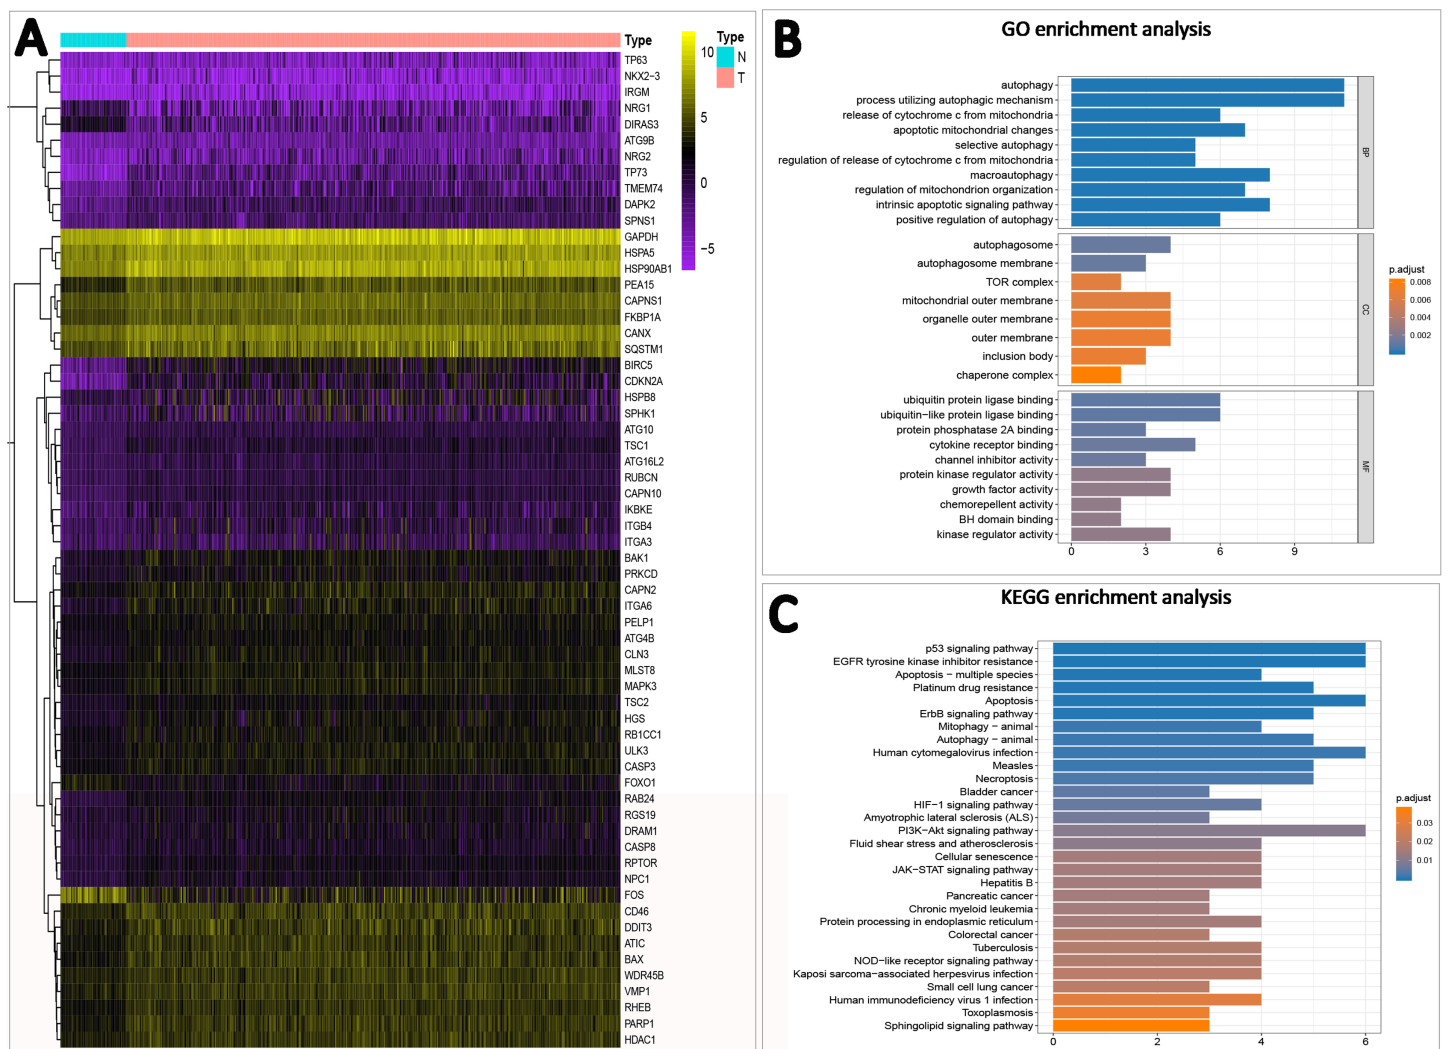 A
Type
TP63
NKX2-3
IRGM
NRG1
DIRAS3
ATG9B
NRG2
TP73
TMEM74
DAPK2
SPNS1
GAPDH
HSPA5
HSP90AB1
PEA15
CAPNS1
FKBP1A
CANX
SQSTM1
BIRC5
CDKN2A
HSPB8
SPHK1
ATG10
TSC1
ATG16L2
RUBCN
CAPN10
IKBKE
ITGB4
ITGA3
BAK1
PRKCD
CAPN2
ITGA6
PELP1
ATG4B
CLN3
MLST8
MAPK3
TSC2
HGS
RB1CC1
ULK3
CASP3
FOXO1
RAB24
RGS19
DRAM1
CASP8
RPTOR
NPC1
FOS
CD46
DDIT3
ATIC
BAX
WDR45B
VMP1
RHEB
PARP1
HDAC1
10
5
0
−5
Type
N
T
B
GO enrichment analysis
autophagy
process utilizing autophagic mechanism
release of cytochrome c from mitochondria
apoptotic mitochondrial changes
selective autophagy
regulation of release of cytochrome c from mitochondria
macroautophagy
regulation of mitochondrion organization
intrinsic apoptotic signaling pathway
positive regulation of autophagy
BP
autophagosome
autophagosome membrane
TOR complex
mitochondrial outer membrane
organelle outer membrane
outer membrane
inclusion body
chaperone complex
CC
ubiquitin protein ligase binding
ubiquitin−like protein ligase binding
protein phosphatase 2A binding
cytokine receptor binding
channel inhibitor activity
protein kinase regulator activity
growth factor activity
chemorepellent activity
BH domain binding
kinase regulator activity
MF
0 3 6 9
p.adjust
0.008
0.006
0.004
0.002
C
KEGG enrichment analysis
p53 signaling pathway
EGFR tyrosine kinase inhibitor resistance
Apoptosis − multiple species
Platinum drug resistance
Apoptosis
ErbB signaling pathway
Mitophagy − animal
Autophagy − animal
Human cytomegalovirus infection
Measles
Necroptosis
Bladder cancer
HIF−1 signaling pathway
Amyotrophic lateral sclerosis (ALS)
PI3K−Akt signaling pathway
Fluid shear stress and atherosclerosis
Cellular senescence
JAK−STAT signaling pathway
Hepatitis B
Pancreatic cancer
Chronic myeloid leukemia
Protein processing in endoplasmic reticulum
Colorectal cancer
Tuberculosis
NOD−like receptor signaling pathway
Kaposi sarcoma−associated herpesvirus infection
Small cell lung cancer
Human immunodeficiency virus 1 infection
Toxoplasmosis
Sphingolipid signaling pathway
0 2 4 6
p.adjust
0.03
0.02
0.01